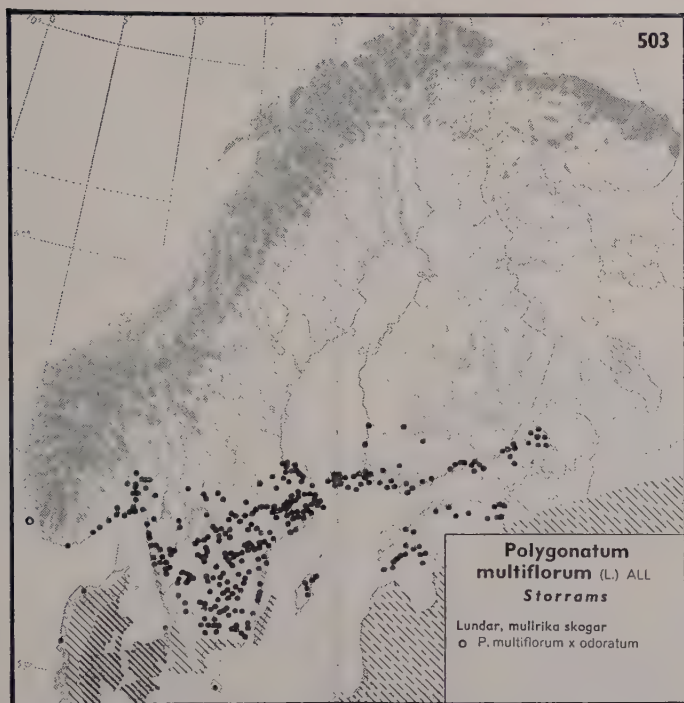 503
Polygonatum
multiflorum (L.) ALL
Storrams
Lundar, mullrika skogar
o P. multiflorum x odoratum